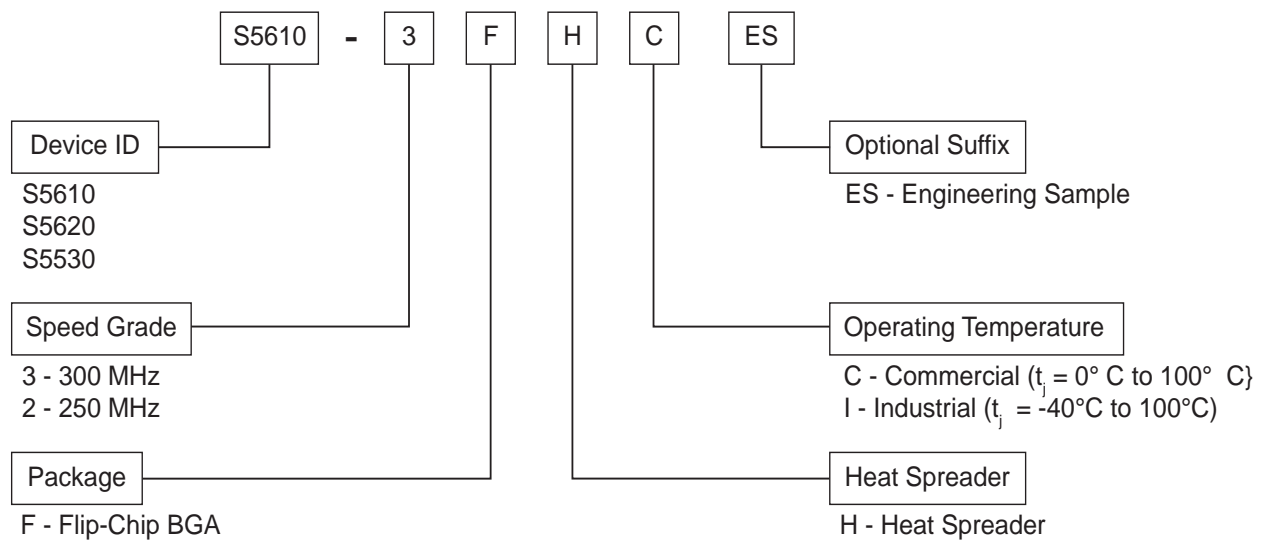 S5610 - 3 F H C ES
Device ID
S5610
S5620
S5530
Optional Suffix
ES - Engineering Sample
Speed Grade
3 - 300 MHz
2 - 250 MHz
Operating Temperature
C - Commercial (tj = 0° C to 100° C}
I - Industrial (tj = -40°C to 100°C)
Package
F - Flip-Chip BGA
Heat Spreader
H - Heat Spreader